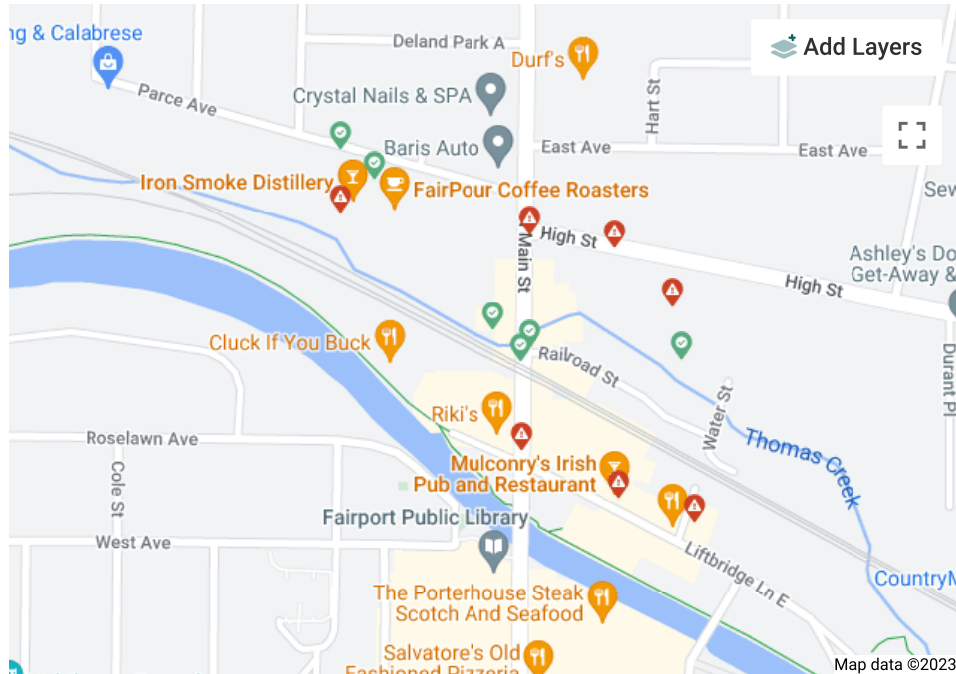 ng & Calabrese
Deland Park A
Durf's
Add Layers
Parce Ave
Crystal Nails & SPA
Hart St
Baris Auto
East Ave
East Ave
Iron Smoke Distillery
FairPour Coffee Roasters
Sew
Main St
High St
Ashley's Do
Get-Away &
High St
Cluck If You Buck
Railroad St
Durant Pl
Riki's
Water St
Roselawn Ave
Thomas Creek
Mulconry's Irish
Pub and Restaurant
Cole St
Fairport Public Library
West Ave
Liftbridge Ln E
CountryM
The Porterhouse Steak
Scotch And Seafood
Salvatore's Old
Fashioned Pizzeria
Map data ©2023